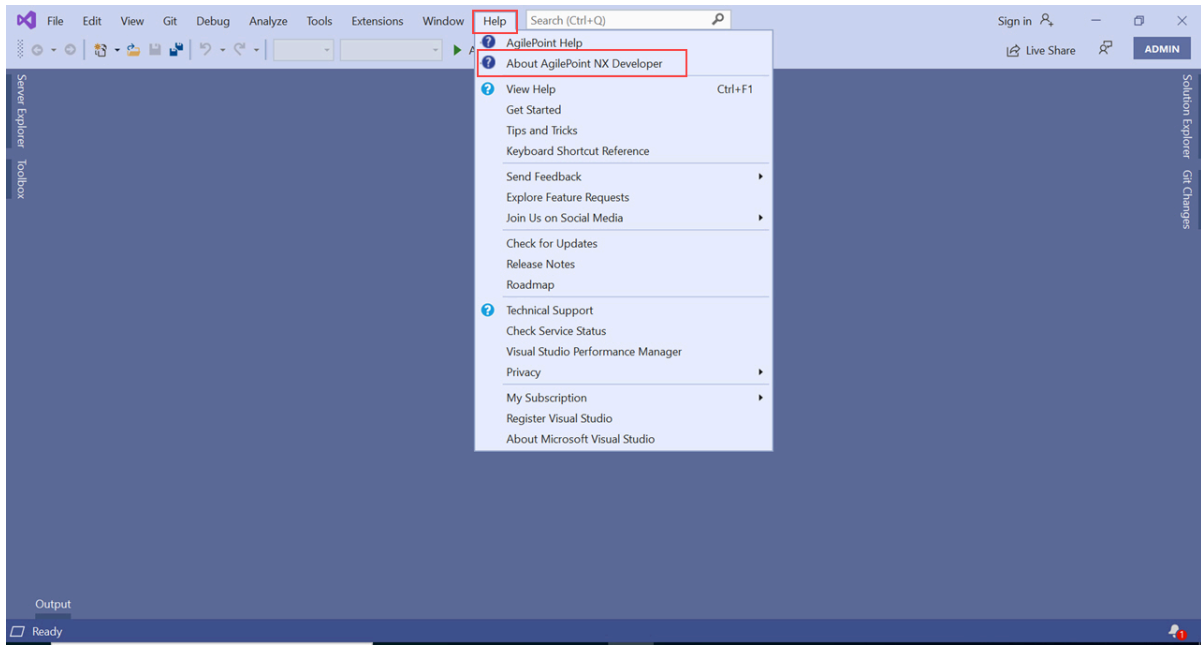 File Edit View Git Debug Analyze Tools Extensions Window Help Search (Ctrl+Q) Sign in
Live Share ADMIN
AgilePoint Help
About AgilePoint NX Developer
View Help Ctrl+F1
Get Started
Tips and Tricks
Keyboard Shortcut Reference
Send Feedback
Explore Feature Requests
Join Us on Social Media
Check for Updates
Release Notes
Roadmap
Technical Support
Check Service Status
Visual Studio Performance Manager
Privacy
My Subscription
Register Visual Studio
About Microsoft Visual Studio
Server Explorer
Toolbox
Solution Explorer
Git Changes
Output
Ready
1